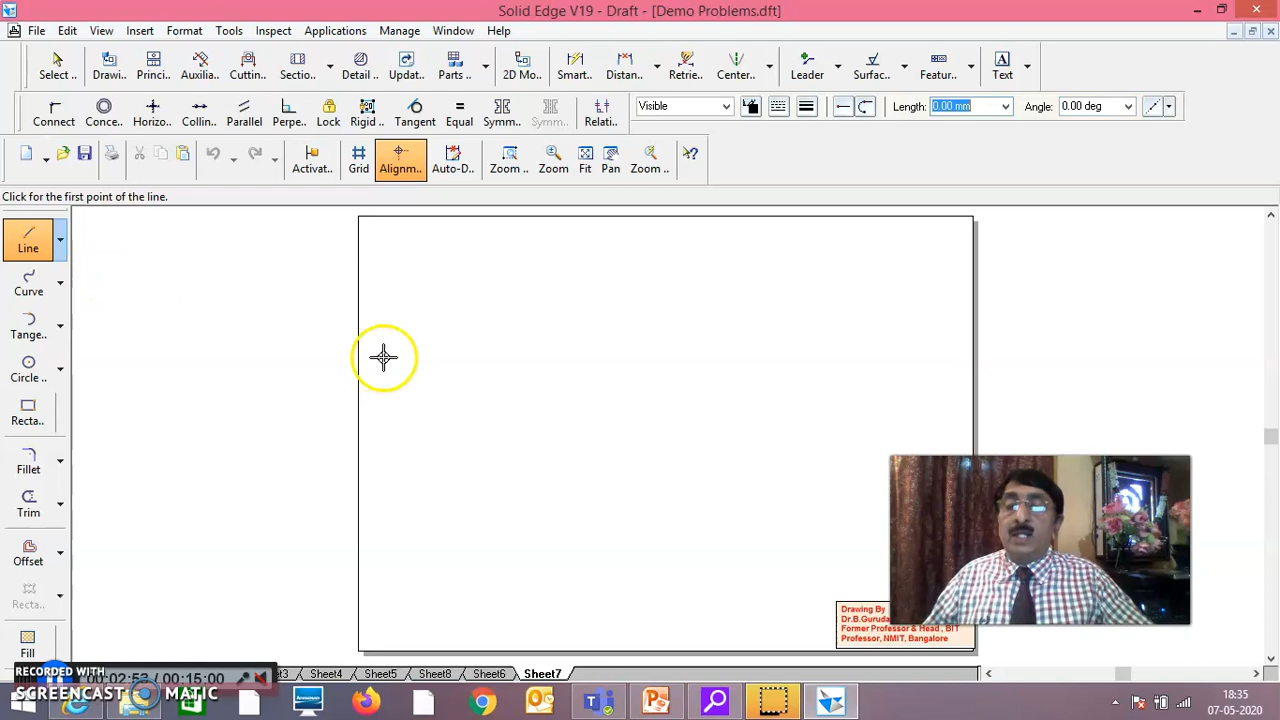 Solid Edge V19 - Draft - [Demo Problems.dft]
File Edit View Insert Format Tools Inspect Applications Manage Window Help
Select .. Drawi.. Princi.. Auxilia.. Cuttin.. Sectio.. Detail .. Updat.. Parts .. 2D Mo.. Smart.. Distan.. Retrie.. Center.. Leader Surfac.. Featur.. Text
Connect Conce.. Horizo.. Collin.. Parallel Perpe.. Lock Rigid .. Tangent Equal Symm.. Symm.. Relati.. Visible Length: 0.00 mm Angle: 0.00 deg
Activat.. Grid Alignm.. Auto-D.. Zoom .. Zoom Fit Pan Zoom ..
Click for the first point of the line.
Line
Curve
Tange..
Circle ..
Recta..
Fillet
Trim
Offset
Recta..
Fill
Drawing By
Dr.B.Guruda
Former Professor & Head , BIT
Professor, NMIT, Bangalore
Sheet4 Sheet5 Sheet8 Sheet6 Sheet7
RECORDED WITH
00:02:53 / 00:15:00
SCREENCAST MATIC
18:35
07-05-2020